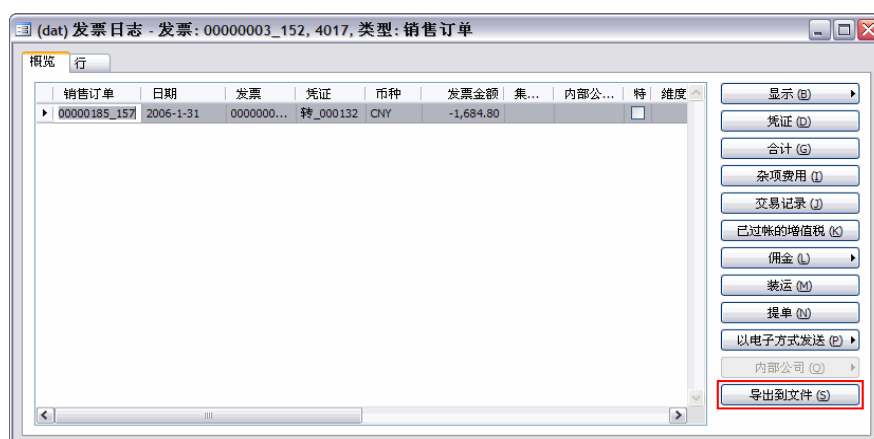 (dat) 发票日志 - 发票: 00000003_152, 4017, 类型: 销售订单
概览 行
销售订单 日期 发票 凭证 币种 发票金额 集... 内部公... 特 维度
00000185_157 2006-1-31 0000000... 转_000132 CNY -1,684.80
显示(B)
凭证(D)
合计(G)
杂项费用(I)
交易记录(J)
已过帐的增值税(K)
佣金(L)
装运(M)
提单(N)
以电子方式发送(P)
内部公司(O)
导出到文件(S)